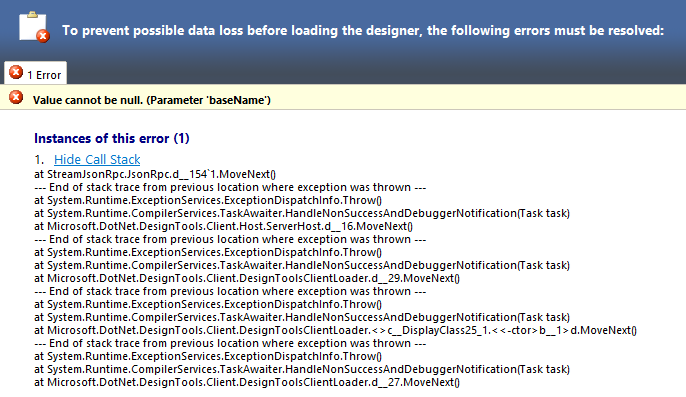 To prevent possible data loss before loading the designer, the following errors must be resolved:
1 Error
Value cannot be null. (Parameter 'baseName')
Instances of this error (1)
1. Hide Call Stack
at StreamJsonRpc.JsonRpc.d__154`1.MoveNext()
--- End of stack trace from previous location where exception was thrown ---
at System.Runtime.ExceptionServices.ExceptionDispatchInfo.Throw()
at System.Runtime.CompilerServices.TaskAwaiter.HandleNonSuccessAndDebuggerNotification(Task task)
at Microsoft.DotNet.DesignTools.Client.Host.ServerHost.d__16.MoveNext()
--- End of stack trace from previous location where exception was thrown ---
at System.Runtime.ExceptionServices.ExceptionDispatchInfo.Throw()
at System.Runtime.CompilerServices.TaskAwaiter.HandleNonSuccessAndDebuggerNotification(Task task)
at Microsoft.DotNet.DesignTools.Client.DesignToolsClientLoader.d__29.MoveNext()
--- End of stack trace from previous location where exception was thrown ---
at System.Runtime.ExceptionServices.ExceptionDispatchInfo.Throw()
at System.Runtime.CompilerServices.TaskAwaiter.HandleNonSuccessAndDebuggerNotification(Task task)
at Microsoft.DotNet.DesignTools.Client.DesignToolsClientLoader.<>c__DisplayClass25_1.<<-ctor>b__1>d.MoveNext()
--- End of stack trace from previous location where exception was thrown ---
at System.Runtime.ExceptionServices.ExceptionDispatchInfo.Throw()
at System.Runtime.CompilerServices.TaskAwaiter.HandleNonSuccessAndDebuggerNotification(Task task)
at Microsoft.DotNet.DesignTools.Client.DesignToolsClientLoader.d__27.MoveNext()